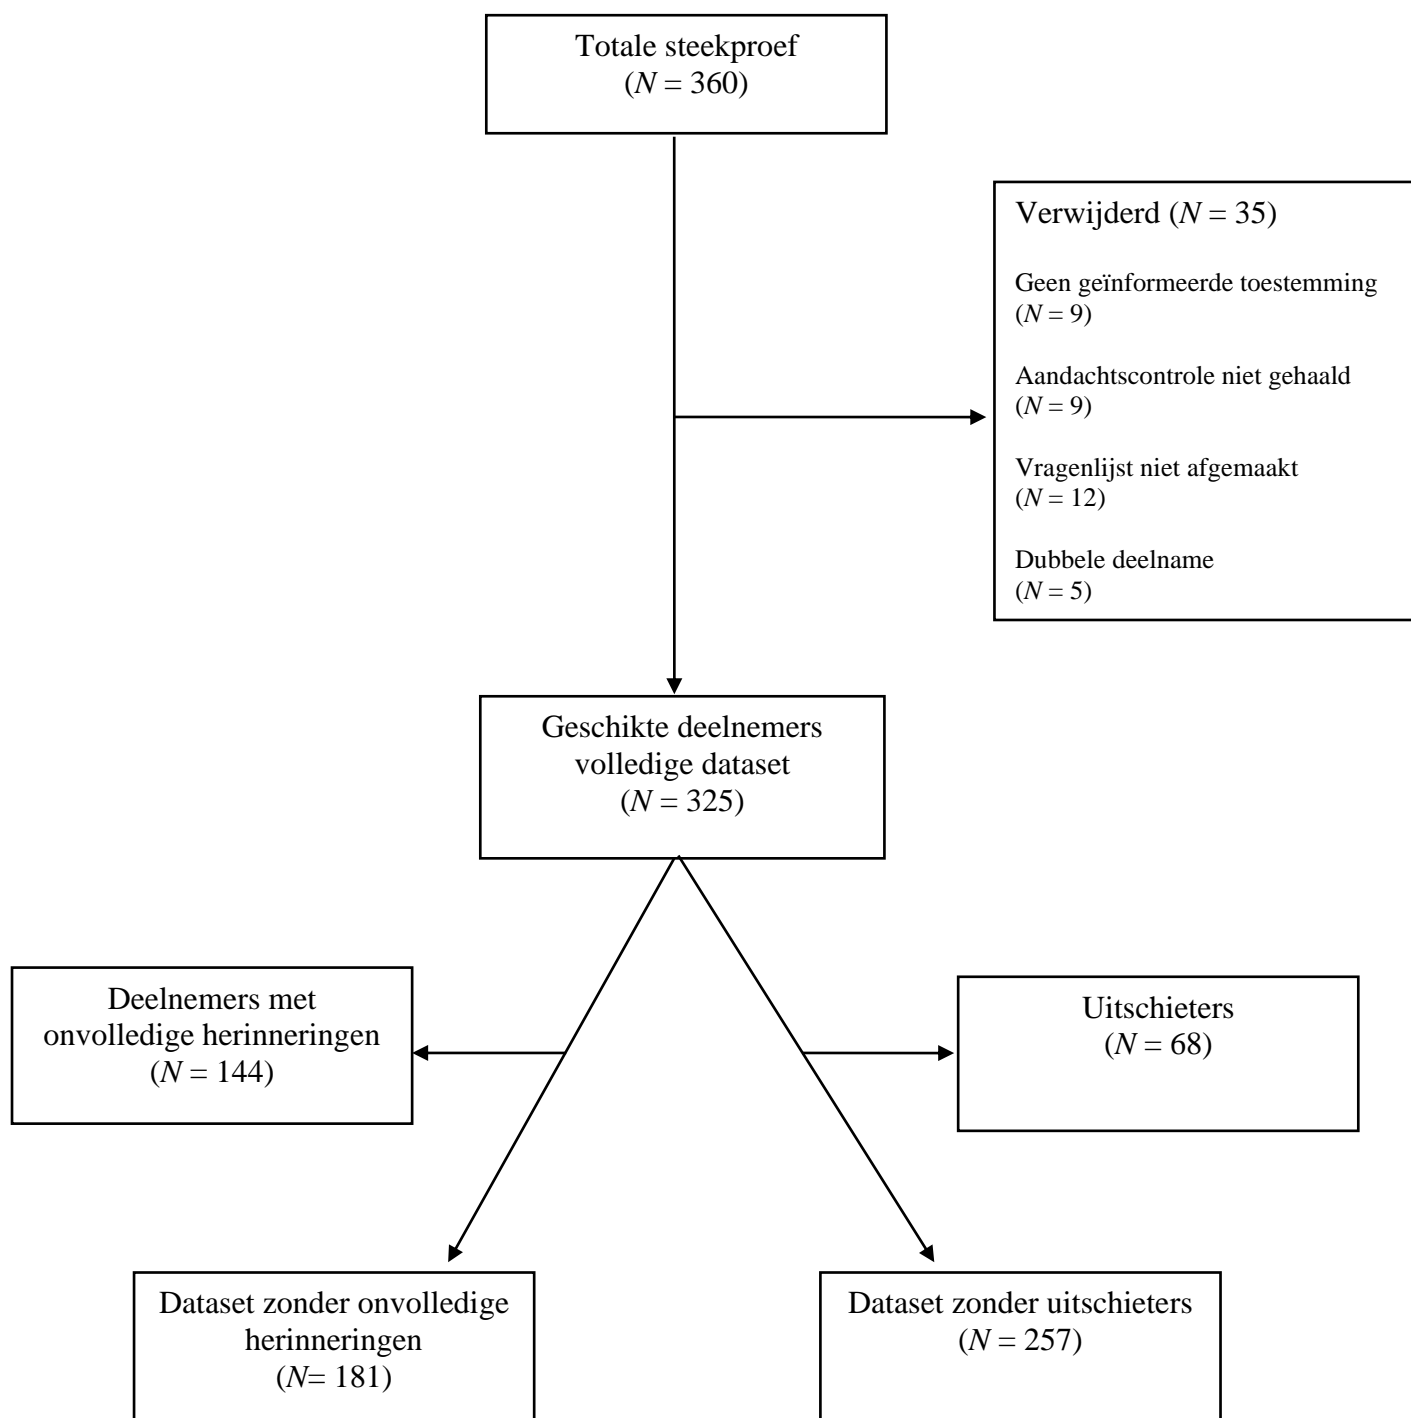 Totale steekproef
(N = 360)
Verwijderd (N = 35)
Geen geïnformeerde toestemming
(N = 9)
Aandachtscontrole niet gehaald
(N = 9)
Vragenlijst niet afgemaakt
(N = 12)
Dubbele deelname
(N = 5)
Geschikte deelnemers
volledige dataset
(N = 325)
Deelnemers met
onvolledige herinneringen
(N = 144)
Uitschieters
(N = 68)
Dataset zonder onvolledige
herinneringen
(N= 181)
Dataset zonder uitschieters
(N = 257)